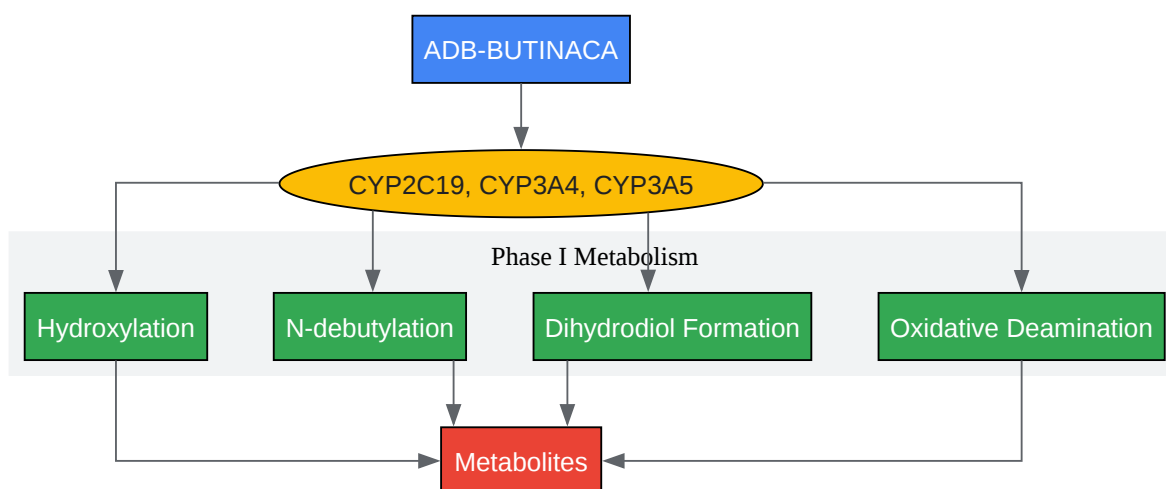 ADB-BUTINACA
CYP2C19, CYP3A4, CYP3A5
Phase I Metabolism
Hydroxylation
N-debutylation
Dihydrodiol Formation
Oxidative Deamination
Metabolites